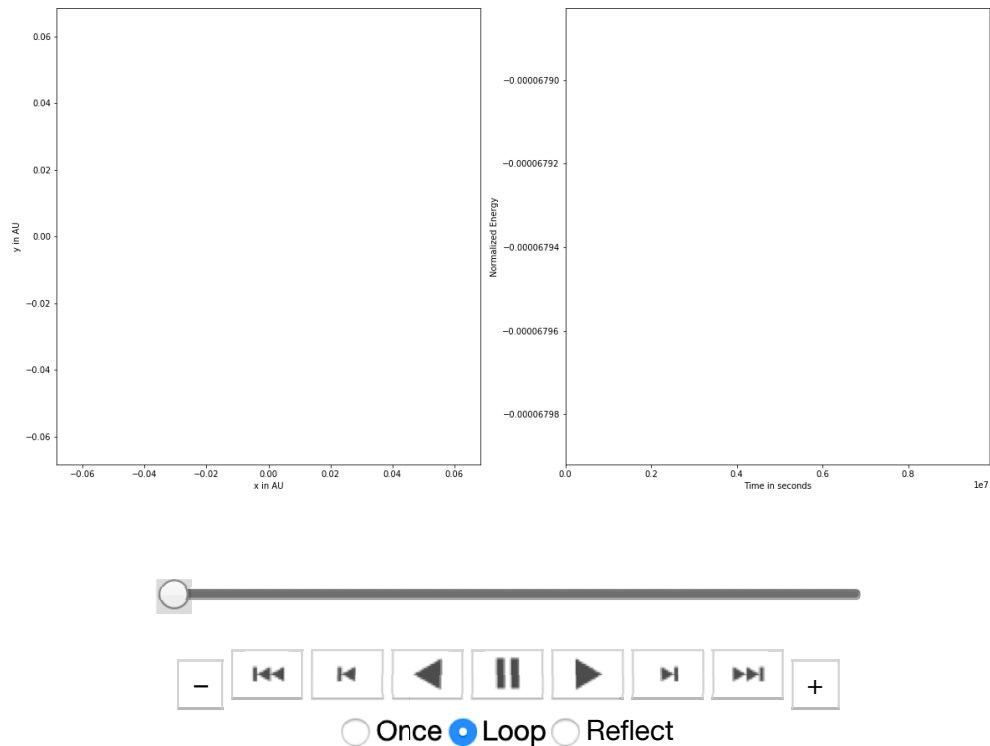 0.06
0.04
0.02
0.00
−0.02
−0.04
−0.06
y in AU
−0.06 −0.04 −0.02 0.00 0.02 0.04 0.06
x in AU
−0.00006790
−0.00006792
−0.00006794
−0.00006796
−0.00006798
Normalized Energy
0.0 0.2 0.4 0.6 0.8
Time in seconds 1e7
− +
Once Loop Reflect